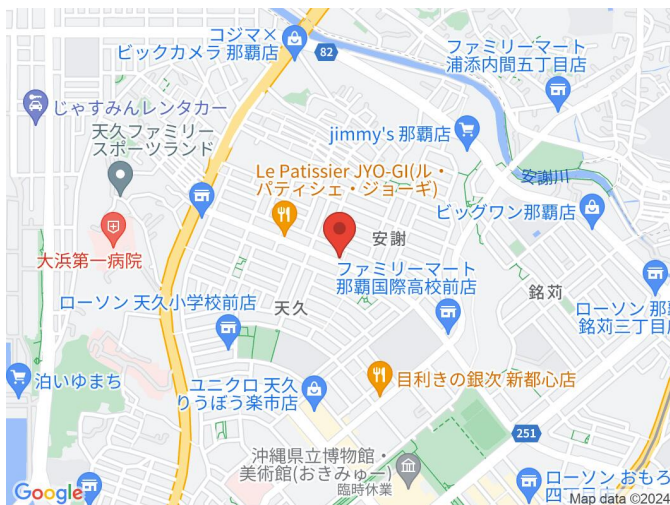 コジマ×
ビックカメラ 那覇店
82
ファミリーマート
浦添内間五丁目店
じゃすみんレンタカー
天久ファミリー
スポーツランド
jimmy's 那覇店
Le Patissier JYO-GI(ル・
パティシェ・ジョーギ)
安謝川
ビッグワン那覇店
大浜第一病院
安謝
ファミリーマート
那覇国際高校前店
銘苅
ローソン 天久小学校前店
天久
ローソン 那
銘苅三丁目店
泊いゆまち
ユニクロ 天久
りうぼう楽市店
目利きの銀次 新都心店
251
沖縄県立博物館・
美術館(おきみゅー)
臨時休業
ローソン おもろ
四丁目店
Google
Map data ©2024